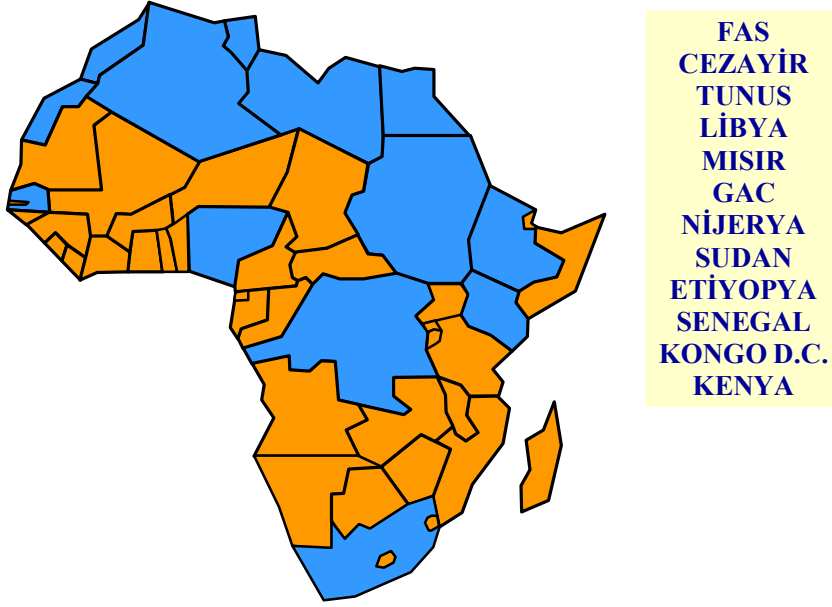 FAS
CEZAYİR
TUNUS
LİBYA
MISIR
GAC
NİJERYA
SUDAN
ETİYOPYA
SENEGAL
KONGO D.C.
KENYA